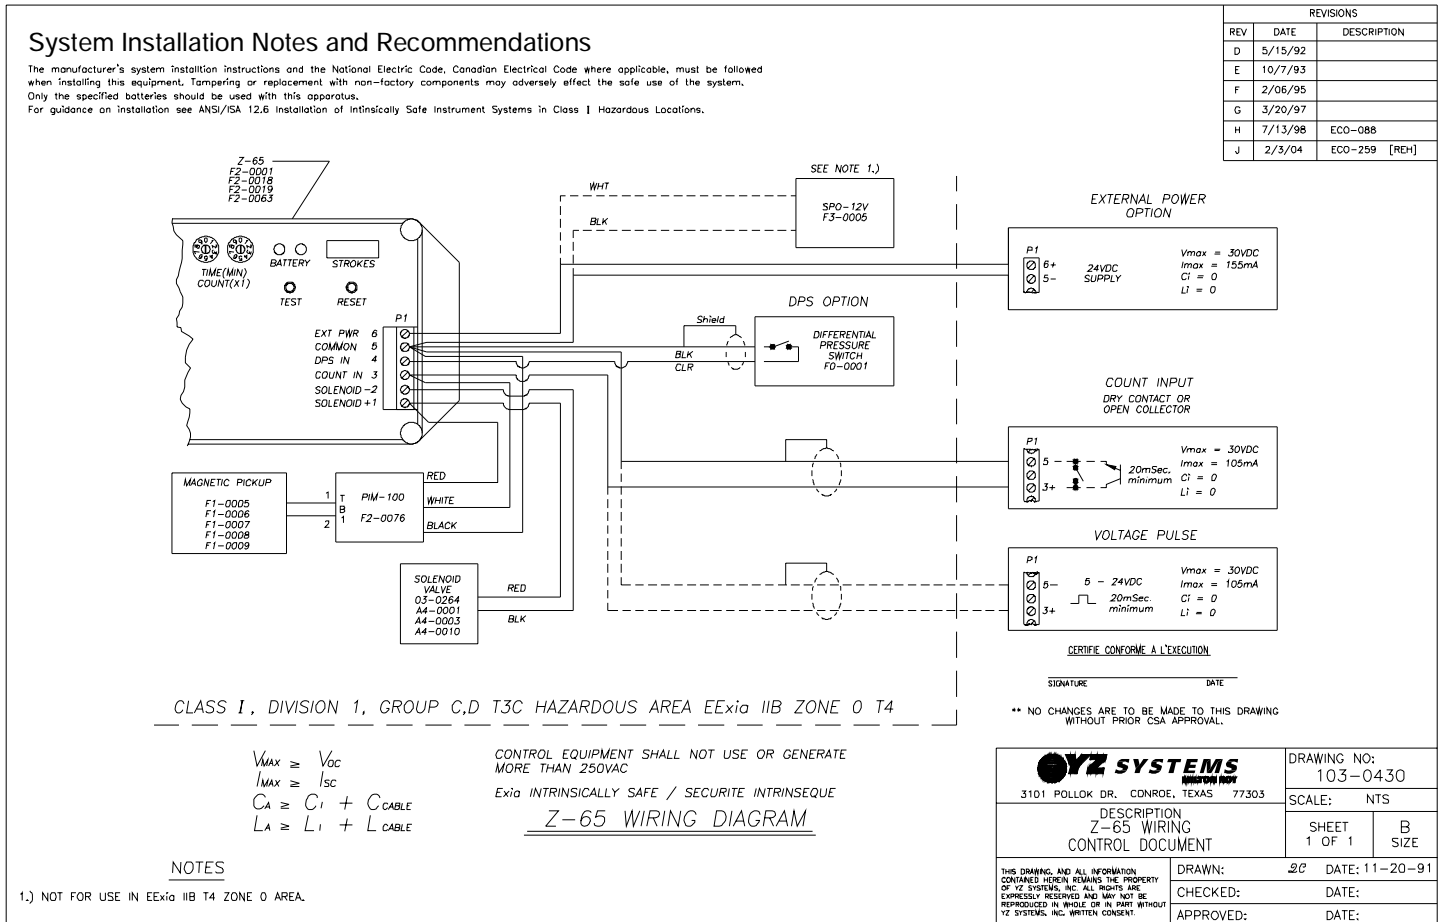 System Installation Notes and Recommendations
The manufacturer's system installtion instructions and the National Electric Code, Canadian Electrical Code where applicable, must be followed
when installing this equipment. Tampering or replacement with non-factory components may adversely effect the safe use of the system.
Only the specified batteries should be used with this apparatus.
For guidance on installation see ANSI/ISA 12.6 Installation of Intinsically Safe Instrument Systems in Class I Hazardous Locations.
REVISIONS
REV DATE DESCRIPTION
D 5/15/92
E 10/7/93
F 2/06/95
G 3/20/97
H 7/13/98 ECO-088
J 2/3/04 ECO-259 [REH]
Z-65
F2-0001
F2-0018
F2-0019
F2-0063
TIME(MIN)
COUNT(X1)
BATTERY
STROKES
TEST
RESET
P1
EXT PWR 6
COMMON 5
DPS IN 4
COUNT IN 3
SOLENOID - 2
SOLENOID + 1
WHT
BLK
SEE NOTE 1.)
SPO-12V
F3-0005
EXTERNAL POWER
OPTION
P1
6+
5-
24VDC
SUPPLY
Vmax = 30VDC
Imax = 155mA
Ci = 0
Li = 0
DPS OPTION
Shield
BLK
CLR
DIFFERENTIAL
PRESSURE
SWITCH
F0-0001
COUNT INPUT
DRY CONTACT OR
OPEN COLLECTOR
P1
5
3+
20mSec.
minimum
Vmax = 30VDC
Imax = 105mA
Ci = 0
Li = 0
MAGNETIC PICKUP
F1-0005
F1-0006
F1-0007
F1-0008
F1-0009
1
2
T
B
1
PIM-100
F2-0076
RED
WHITE
BLACK
SOLENOID
VALVE
03-0264
A4-0001
A4-0003
A4-0010
RED
BLK
VOLTAGE PULSE
P1
5-
3+
5 - 24VDC
20mSec.
minimum
Vmax = 30VDC
Imax = 105mA
Ci = 0
Li = 0
CERTIFIE CONFORME A L'EXECUTION
SIGNATURE DATE
** NO CHANGES ARE TO BE MADE TO THIS DRAWING
WITHOUT PRIOR CSA APPROVAL.
CLASS I, DIVISION 1, GROUP C,D T3C HAZARDOUS AREA EExia IIB ZONE 0 T4
VMAX ≥ VOC
IMAX ≥ ISC
CA ≥ CI + CCABLE
LA ≥ LI + LCABLE
CONTROL EQUIPMENT SHALL NOT USE OR GENERATE
MORE THAN 250VAC
Exia INTRINSICALLY SAFE / SECURITE INTRINSEQUE
Z-65 WIRING DIAGRAM
NOTES
1.) NOT FOR USE IN EExia IIB T4 ZONE 0 AREA.
YZ SYSTEMS
MILTON ROY
3101 POLLOK DR. CONROE, TEXAS 77303
DESCRIPTION
Z-65 WIRING
CONTROL DOCUMENT
DRAWING NO:
103-0430
SCALE: NTS
SHEET
1 OF 1
B
SIZE
THIS DRAWING, AND ALL INFORMATION
CONTAINED HEREIN REMAINS THE PROPERTY
OF YZ SYSTEMS, INC. ALL RIGHTS ARE
EXPRESSLY RESERVED AND MAY NOT BE
REPRODUCED IN WHOLE OR IN PART WITHOUT
YZ SYSTEMS, INC. WRITTEN CONSENT.
DRAWN: DATE: 11-20-91
CHECKED: DATE:
APPROVED: DATE: